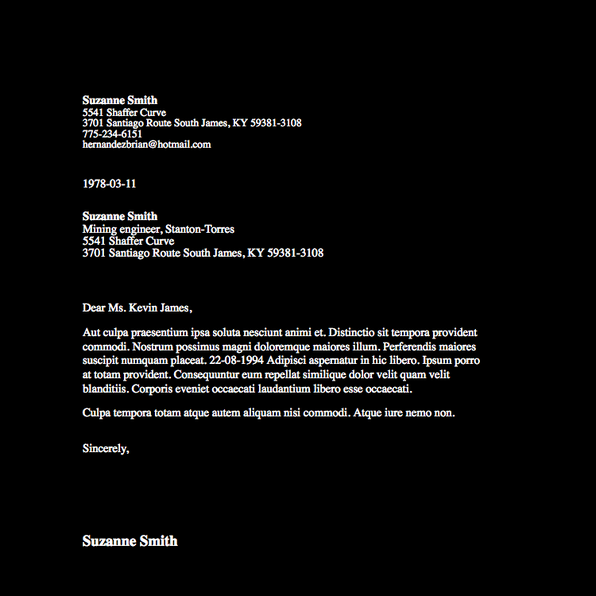 Suzanne Smith
5541 Shaffer Curve
3701 Santiago Route South James, KY 59381-3108
775-234-6151
hernandezbrian@hotmail.com
1978-03-11
Suzanne Smith
Mining engineer, Stanton-Torres
5541 Shaffer Curve
3701 Santiago Route South James, KY 59381-3108
Dear Ms. Kevin James,
Aut culpa praesentium ipsa soluta nesciunt animi et. Distinctio sit tempora provident
commodi. Nostrum possimus magni doloremque maiores illum. Perferendis maiores
suscipit numquam placeat. 22-08-1994 Adipisci aspernatur in hic libero. Ipsum porro
at totam provident. Consequuntur eum repellat similique dolor velit quam velit
blanditiis. Corporis eveniet occaecati laudantium libero esse occaecati.
Culpa tempora totam atque autem aliquam nisi commodi. Atque iure nemo non.
Sincerely,
Suzanne Smith